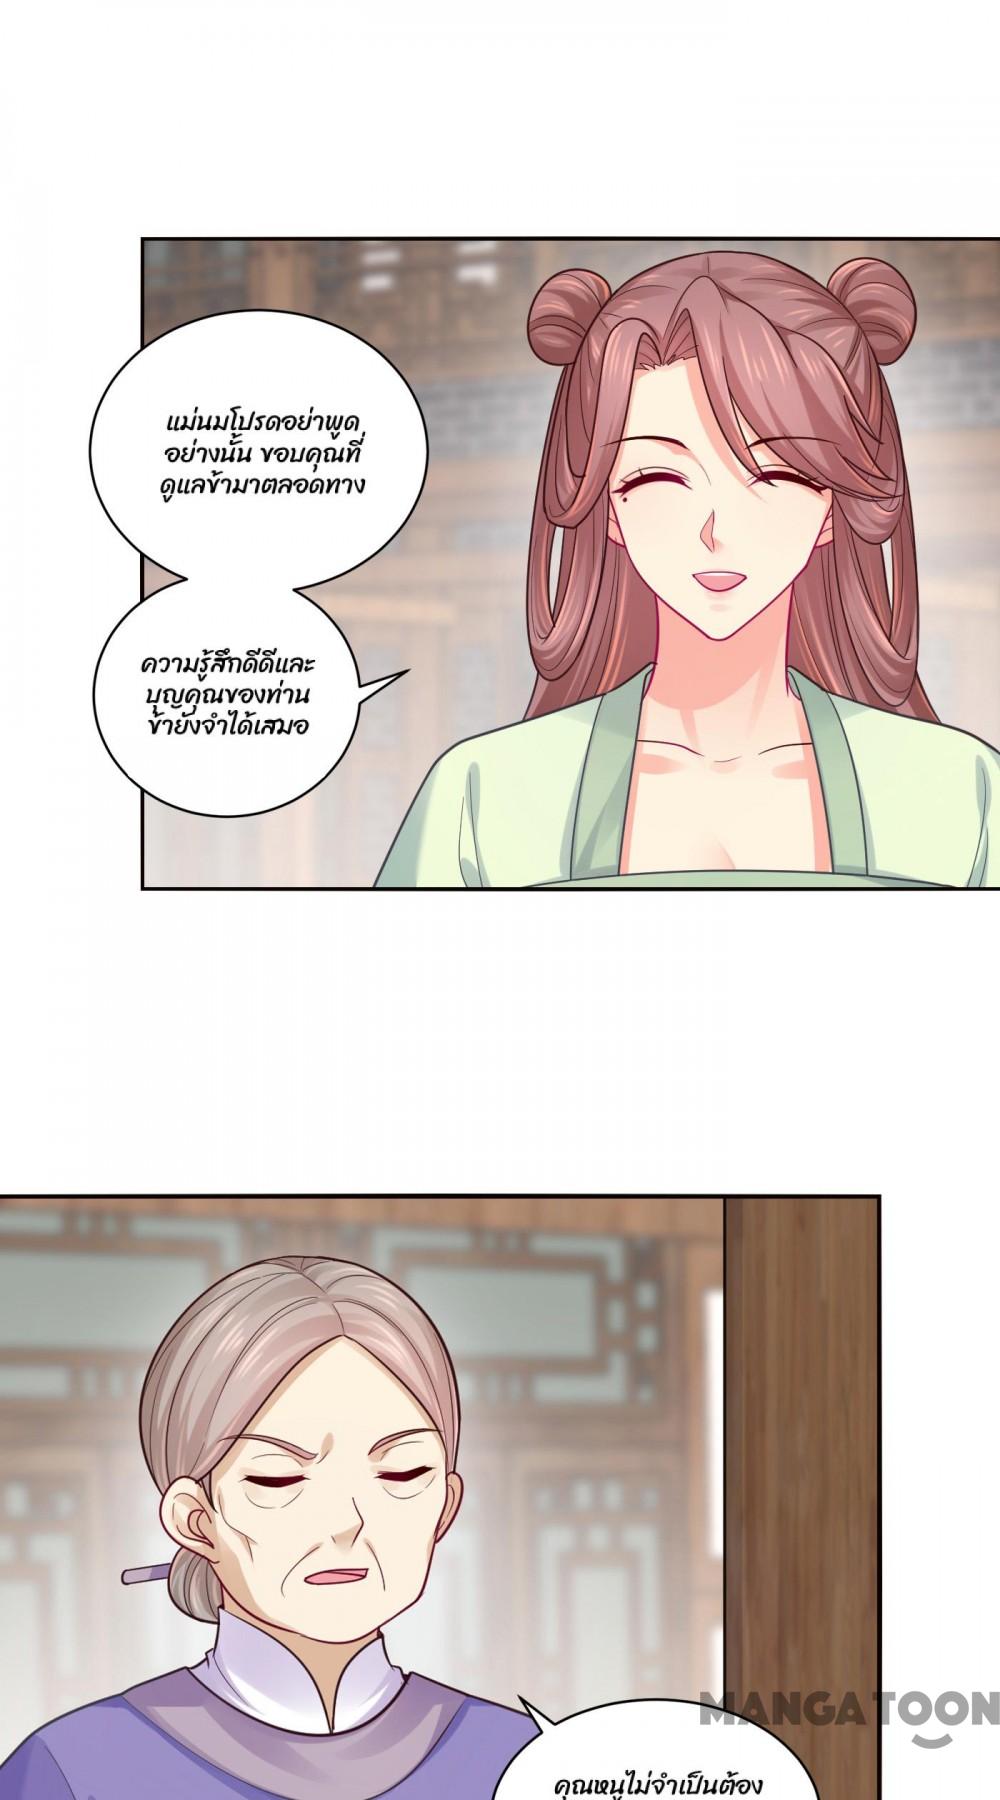 แม่นมโปรดอย่าพูด
อย่างนั้น ขอบคุณที่
ดูแลข้ามาตลอดทาง
ความรู้สึกดีดีและ
บุญคุณของท่าน
ข้ายังจำได้เสมอ
MANGATOON
คุณหนูไม่จำเป็นต้อง